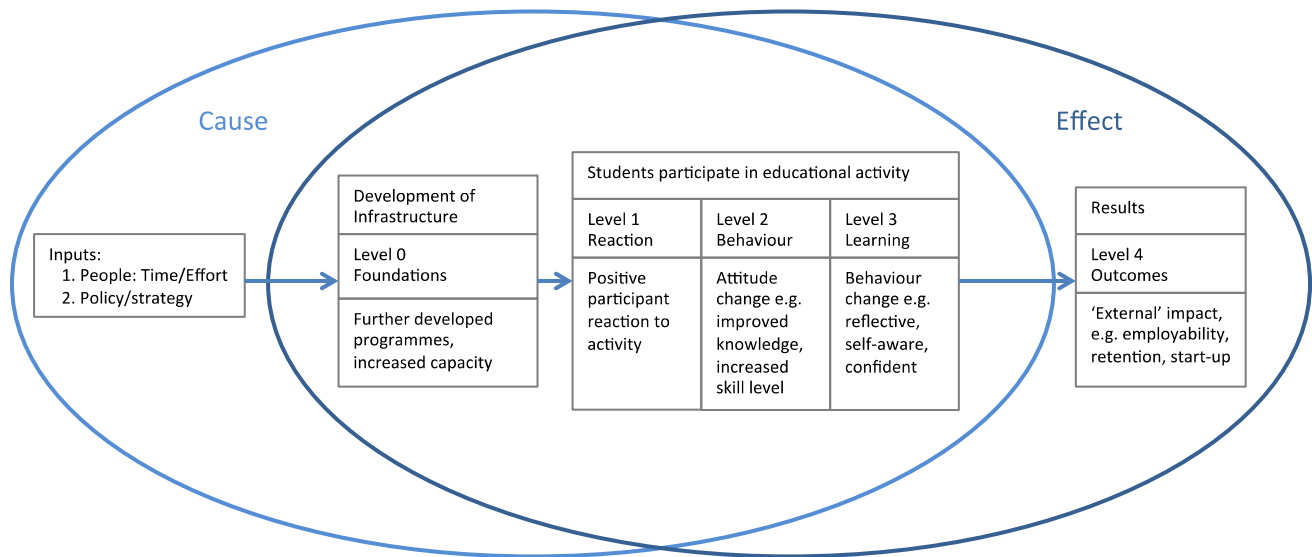 Cause
Effect
Inputs:
1. People: Time/Effort
2. Policy/strategy
Development of
Infrastructure
Level 0
Foundations
Further developed
programmes,
increased capacity
Students participate in educational activity
Level 1
Reaction
Positive
participant
reaction to
activity
Level 2
Behaviour
Attitude
change e.g.
improved
knowledge,
increased
skill level
Level 3
Learning
Behaviour
change e.g.
reflective,
self-aware,
confident
Results
Level 4
Outcomes
‘External’ impact,
e.g. employability,
retention, start-up